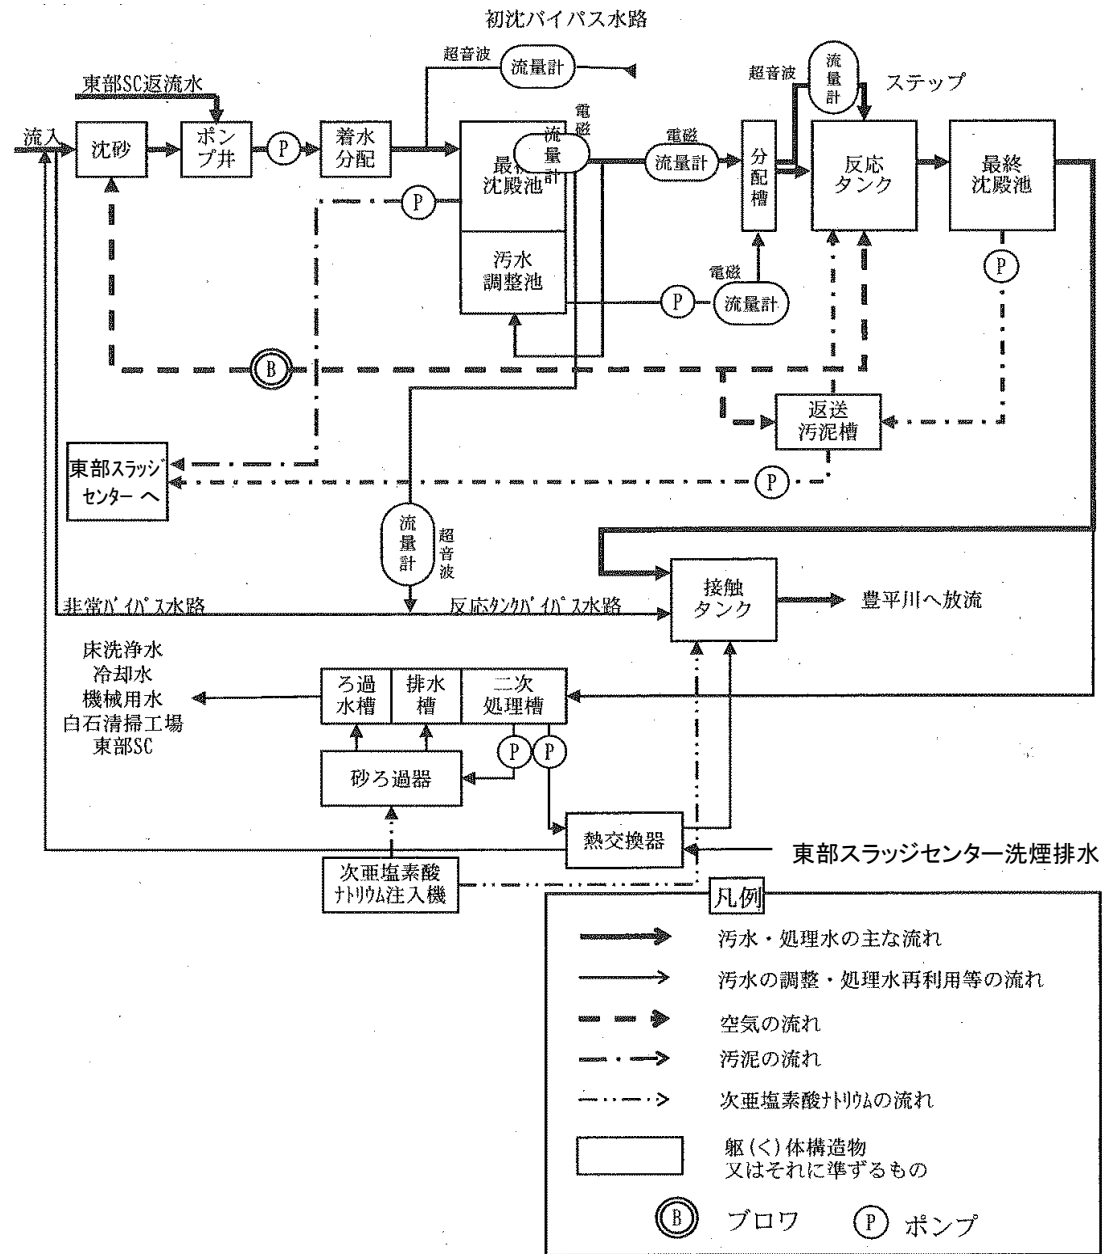 初沈バイパス水路
超音波
流量計
東部SC返流水
流入
沈砂
ポン
プ井
P
着水
分配
電磁
流量計
最初
沈殿池
電磁
流量計
分配槽
超音波
流量計
ステップ
反応
タンク
最終
沈殿池
P
汚水
調整池
P
電磁
流量計
P
B
返送
汚泥槽
東部スラッジ
センターへ
P
流量計
超音波
非常バイパス水路
反応タンクバイパス水路
接触
タンク
豊平川へ放流
床洗浄水
冷却水
機械用水
白石清掃工場
東部SC
ろ過
水槽
排水
槽
二次
処理槽
P
P
砂ろ過器
熱交換器
東部スラッジセンター洗煙排水
次亜塩素酸
ナトリウム注入機
凡例
汚水・処理水の主な流れ
汚水の調整・処理水再利用等の流れ
空気の流れ
汚泥の流れ
次亜塩素酸ナトリウムの流れ
躯(く)体構造物
又はそれに準ずるもの
B
ブロワ
P
ポンプ